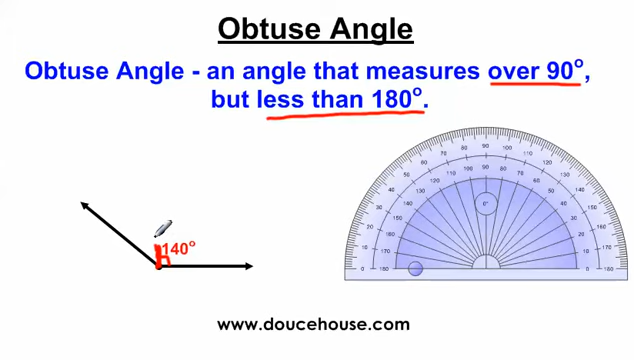 Obtuse Angle
Obtuse Angle - an angle that measures over 90°,
but less than 180°.
140°
www.doucehouse.com